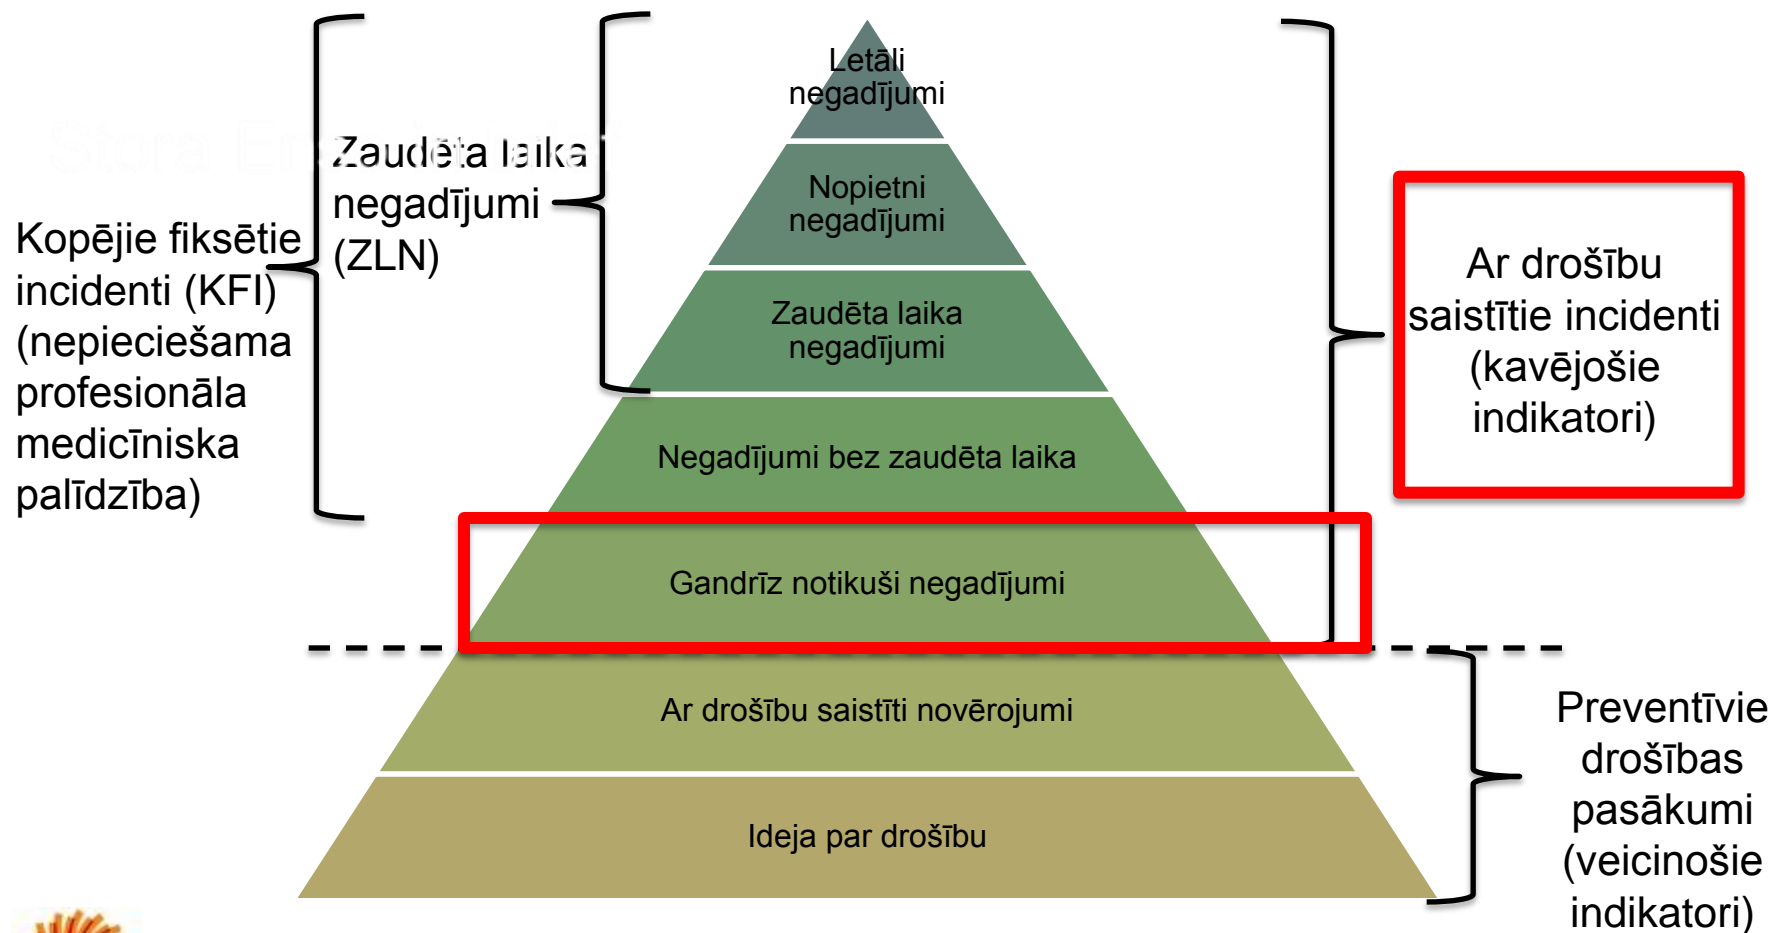 Stora En
Kopējie fiksētie
incidenti (KFI)
(nepieciešama
profesionāla
medicīniska
palīdzība)
Zaudēta laika
negadījumi
(ZLN)
Letāli
negadījumi
Nopietni
negadījumi
Zaudēta laika
negadījumi
Negadījumi bez zaudēta laika
Gandrīz notikuši negadījumi
Ar drošību saistīti novērojumi
Ideja par drošību
Ar drošību
saistītie incidenti
(kavējošie
indikatori)
Preventīvie
drošības
pasākumi
(veicinošie
indikatori)